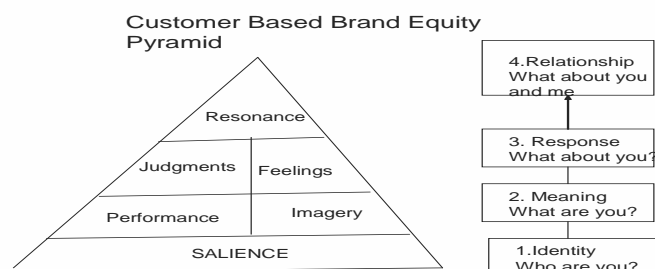 Customer Based Brand Equity
Pyramid
Resonance
Judgments
Feelings
Performance
Imagery
SALIENCE
4.Relationship
What about you
and me
3. Response
What about you?
2. Meaning
What are you?
1.Identity
Who are you?